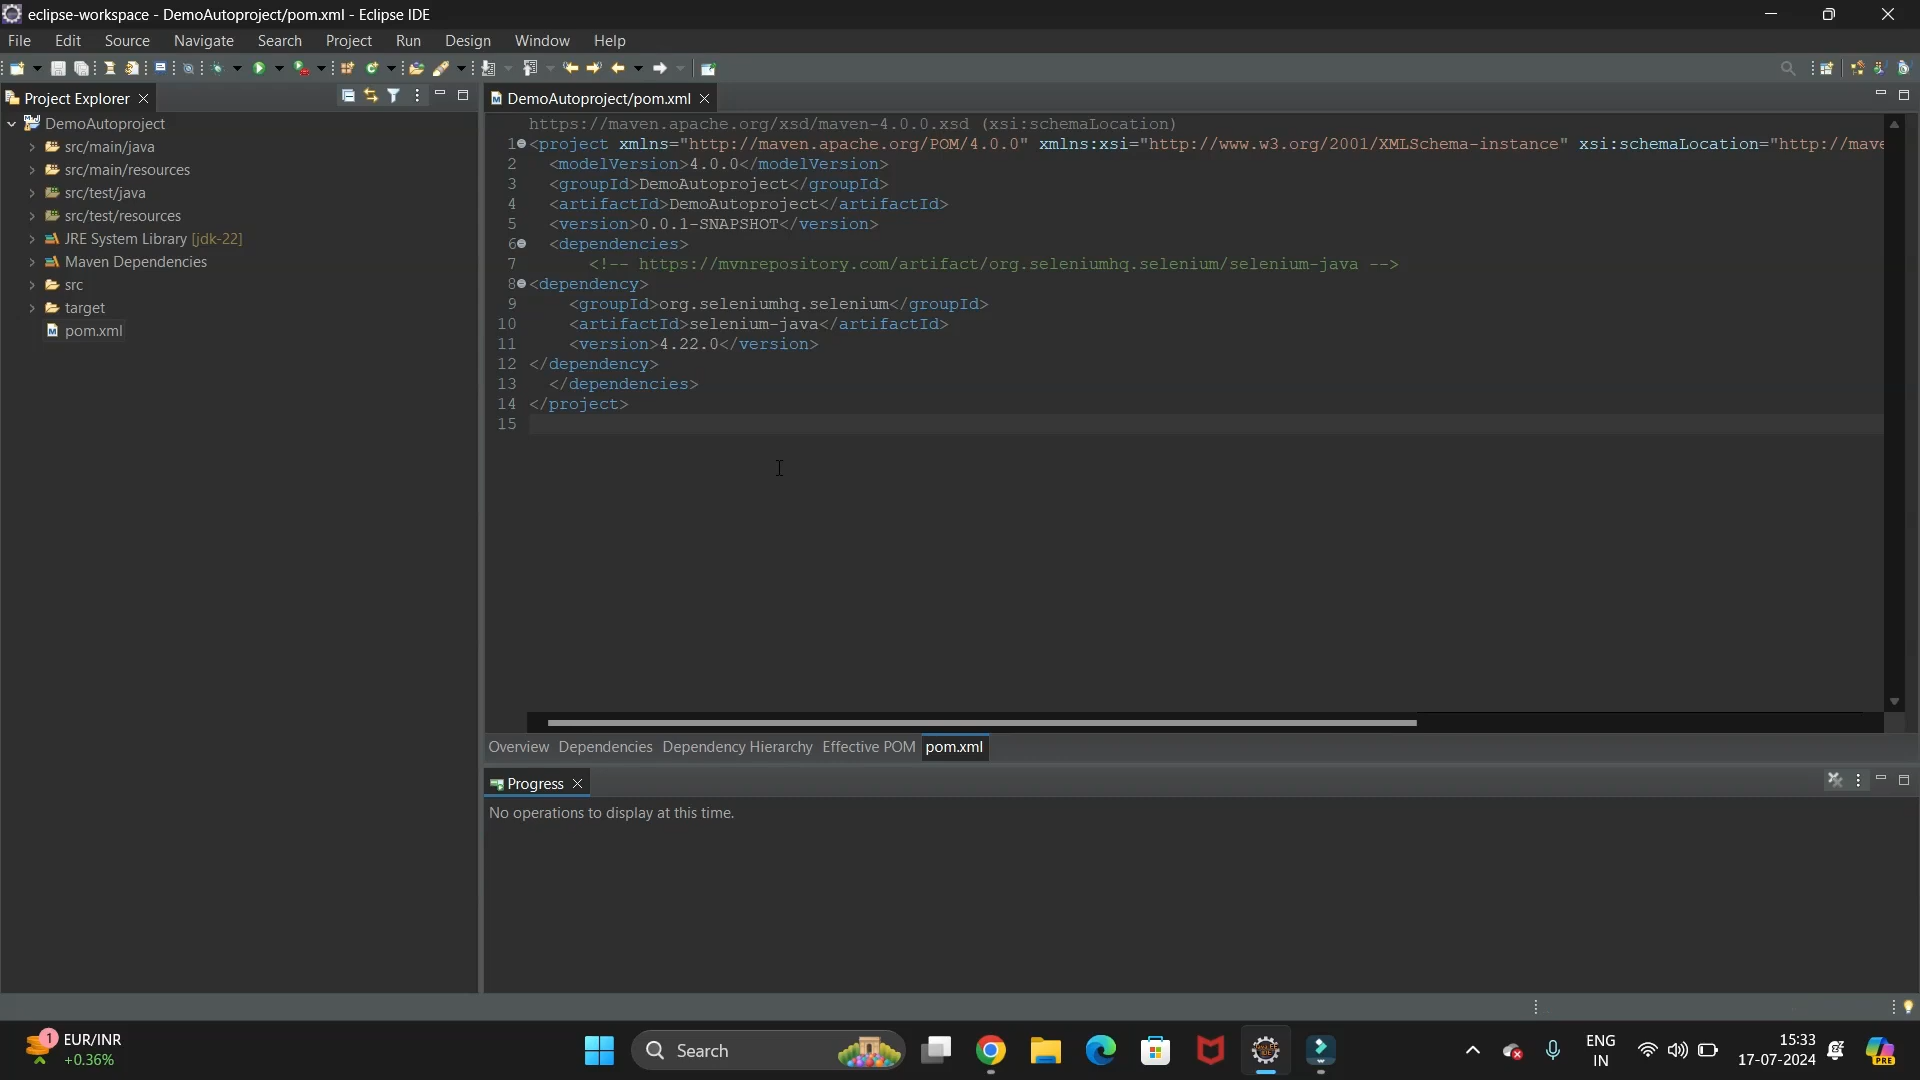 eclipse-workspace - DemoAutoproject/pom.xml - Eclipse IDE
File Edit Source Navigate Search Project Run Design Window Help
Project Explorer
DemoAutoproject
src/main/java
src/main/resources
src/test/java
src/test/resources
JRE System Library [jdk-22]
Maven Dependencies
src
target
pom.xml
DemoAutoproject/pom.xml
https://maven.apache.org/xsd/maven-4.0.0.xsd (xsi:schemaLocation)
1 <project xmlns="http://maven.apache.org/POM/4.0.0" xmlns:xsi="http://www.w3.org/2001/XMLSchema-instance" xsi:schemaLocation="http://mave
2 <modelVersion>4.0.0</modelVersion>
3 <groupId>DemoAutoproject</groupId>
4 <artifactId>DemoAutoproject</artifactId>
5 <version>0.0.1-SNAPSHOT</version>
6 <dependencies>
7 <!-- https://mvnrepository.com/artifact/org.seleniumhq.selenium/selenium-java -->
8 <dependency>
9 <groupId>org.seleniumhq.selenium</groupId>
10 <artifactId>selenium-java</artifactId>
11 <version>4.22.0</version>
12 </dependency>
13 </dependencies>
14 </project>
15
Overview Dependencies Dependency Hierarchy Effective POM pom.xml
Progress
No operations to display at this time.
1
EUR/INR
+0.36%
Search
ENG
IN
15:33
17-07-2024
PRE